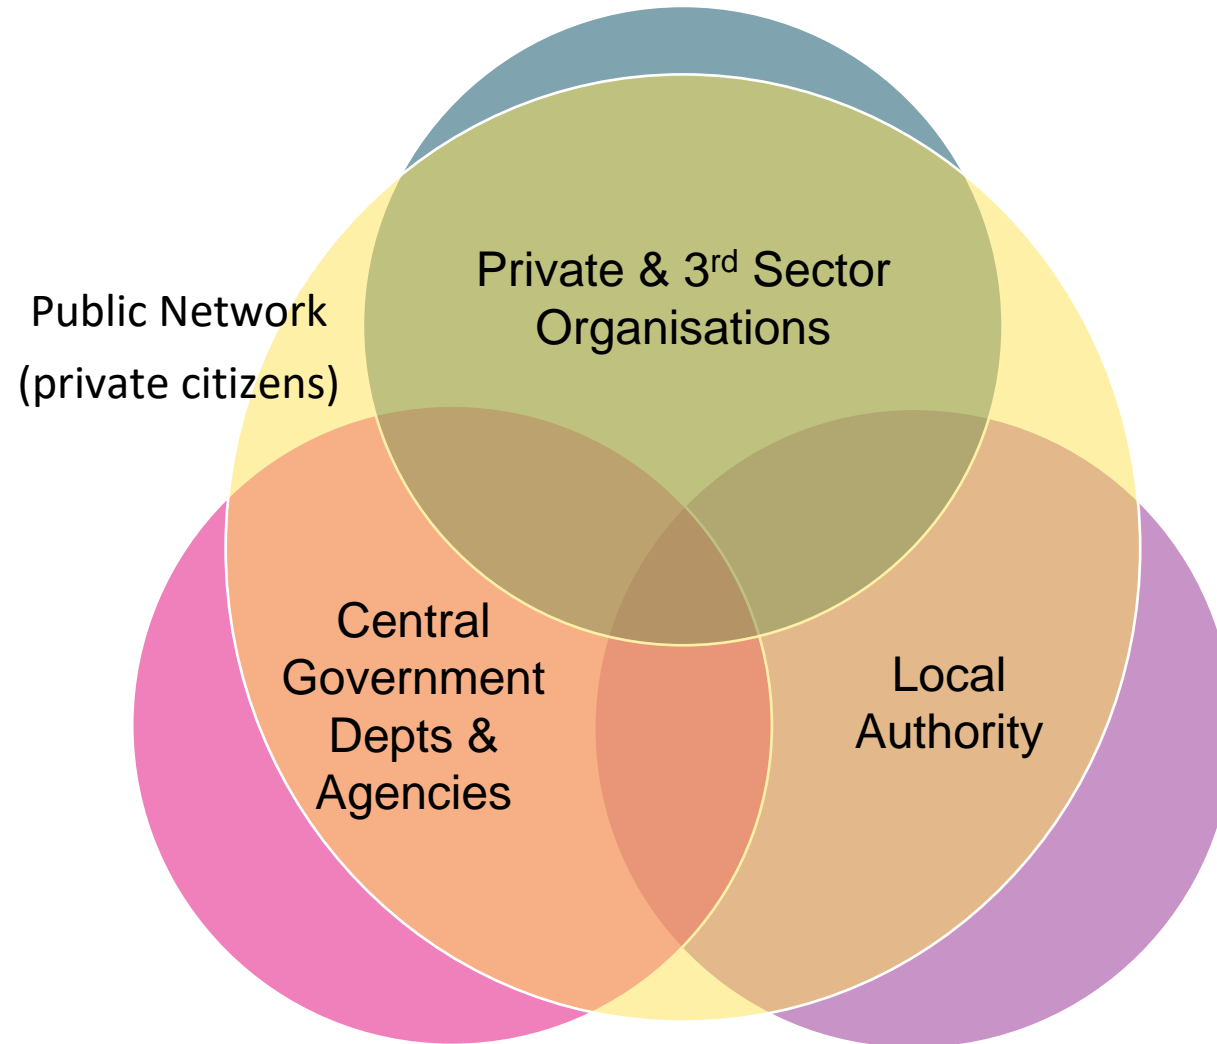 Private & 3rd Sector
Organisations
Public Network
(private citizens)
Central
Government
Depts &
Agencies
Local
Authority